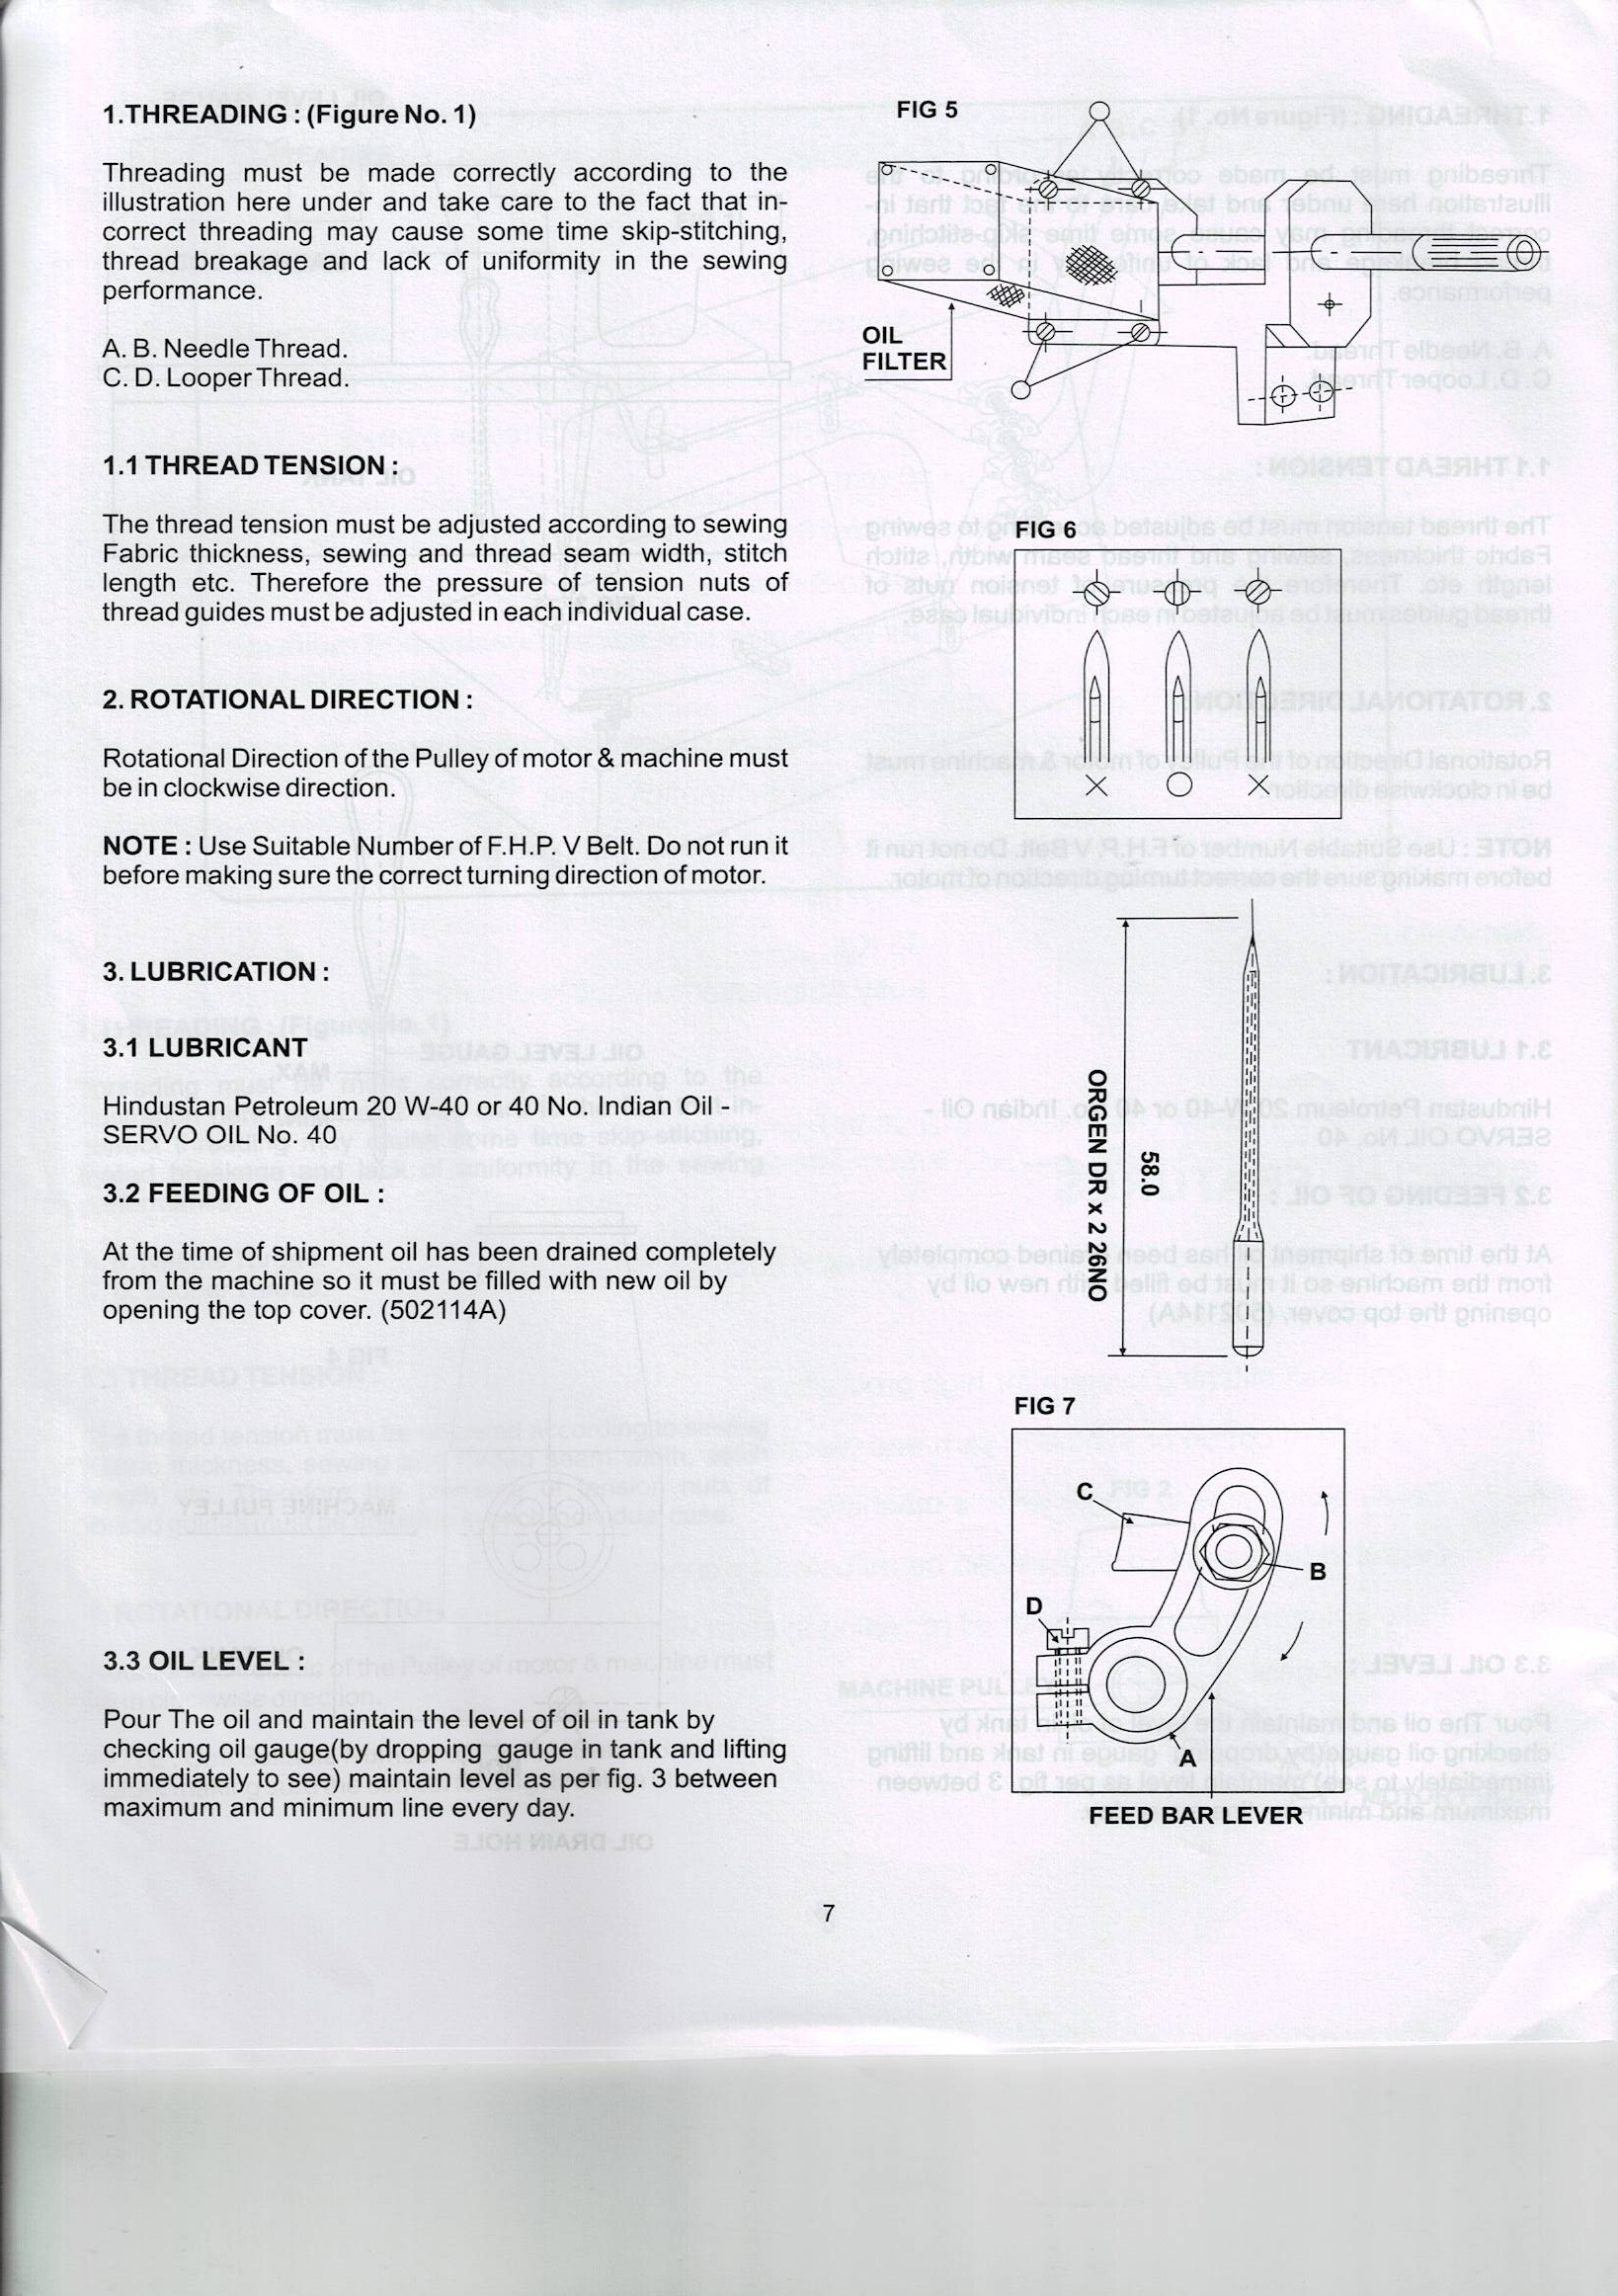 1.THREADING : (Figure No. 1)
Threading must be made correctly according to the
illustration here under and take care to the fact that in-
correct threading may cause some time skip-stitching,
thread breakage and lack of uniformity in the sewing
performance.
A. B. Needle Thread.
C. D. Looper Thread.
1.1 THREAD TENSION :
The thread tension must be adjusted according to sewing
Fabric thickness, sewing and thread seam width, stitch
length etc. Therefore the pressure of tension nuts of
thread guides must be adjusted in each individual case.
2. ROTATIONAL DIRECTION :
Rotational Direction of the Pulley of motor & machine must
be in clockwise direction.
NOTE : Use Suitable Number of F.H.P. V Belt. Do not run it
before making sure the correct turning direction of motor.
3. LUBRICATION :
3.1 LUBRICANT
Hindustan Petroleum 20 W-40 or 40 No. Indian Oil -
SERVO OIL No. 40
3.2 FEEDING OF OIL :
At the time of shipment oil has been drained completely
from the machine so it must be filled with new oil by
opening the top cover. (502114A)
3.3 OIL LEVEL :
Pour The oil and maintain the level of oil in tank by
checking oil gauge(by dropping gauge in tank and lifting
immediately to see) maintain level as per fig. 3 between
maximum and minimum line every day.
FIG 5
OIL
FILTER
FIG 6
58.0
ORGEN DR x 2 26NO
FIG 7
C
B
D
A
FEED BAR LEVER
7